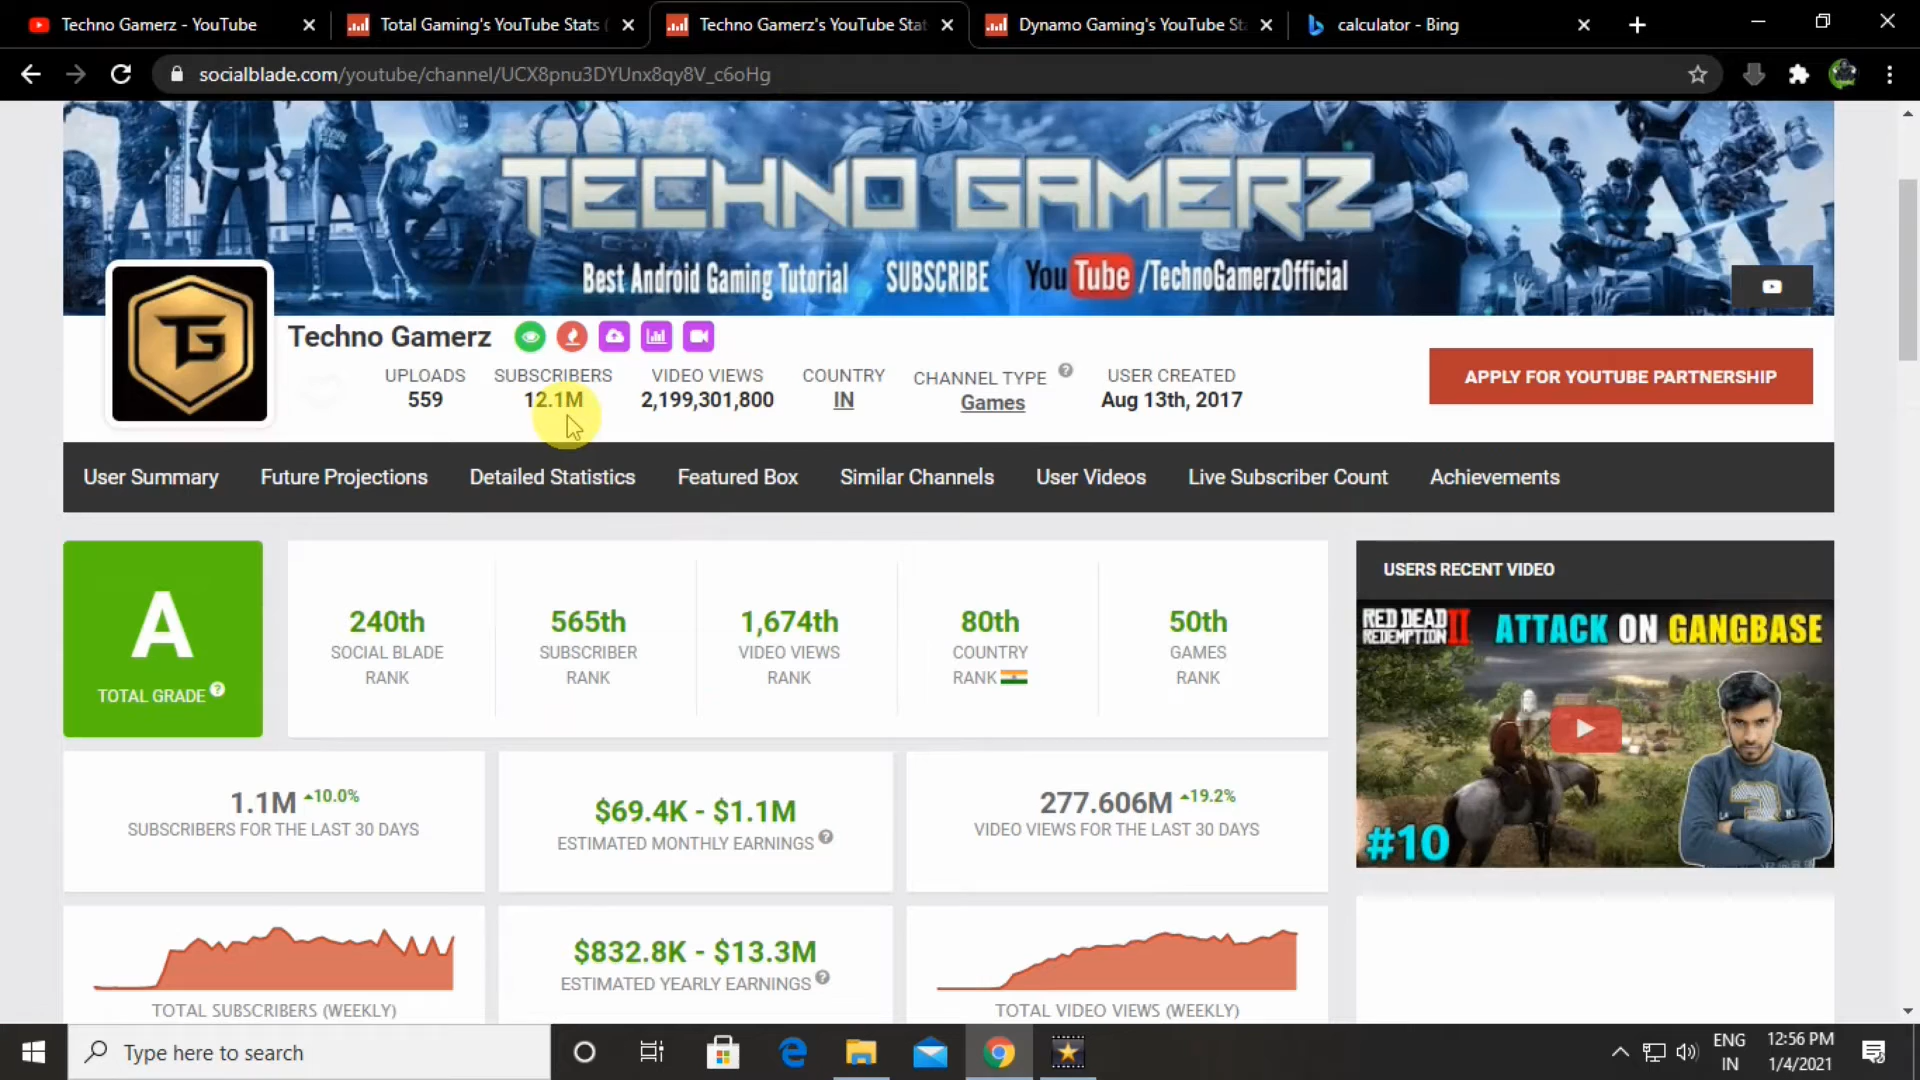 Techno Gamerz - YouTube
Total Gaming's YouTube Stats
Techno Gamerz's YouTube Stat
Dynamo Gaming's YouTube St
calculator - Bing
socialblade.com/youtube/channel/UCX8pnu3DYUnx8qy8V_c6oHg
TECHNO GAMERZ
Best Android Gaming Tutorial SUBSCRIBE YouTube /TechnoGamerzOfficial
TG
Techno Gamerz
UPLOADS
559
SUBSCRIBERS
12.1M
VIDEO VIEWS
2,199,301,800
COUNTRY
IN
CHANNEL TYPE ?
Games
USER CREATED
Aug 13th, 2017
APPLY FOR YOUTUBE PARTNERSHIP
User Summary Future Projections Detailed Statistics Featured Box Similar Channels User Videos Live Subscriber Count Achievements
A
TOTAL GRADE ?
240th
SOCIAL BLADE
RANK
565th
SUBSCRIBER
RANK
1,674th
VIDEO VIEWS
RANK
80th
COUNTRY
RANK
50th
GAMES
RANK
USERS RECENT VIDEO
RED DEAD
REDEMPTION II
ATTACK ON GANGBASE
#10
1.1M 10.0%
SUBSCRIBERS FOR THE LAST 30 DAYS
$69.4K - $1.1M
ESTIMATED MONTHLY EARNINGS ?
277.606M 19.2%
VIDEO VIEWS FOR THE LAST 30 DAYS
TOTAL SUBSCRIBERS (WEEKLY)
$832.8K - $13.3M
ESTIMATED YEARLY EARNINGS ?
TOTAL VIDEO VIEWS (WEEKLY)
Type here to search
ENG
IN
12:56 PM
1/4/2021